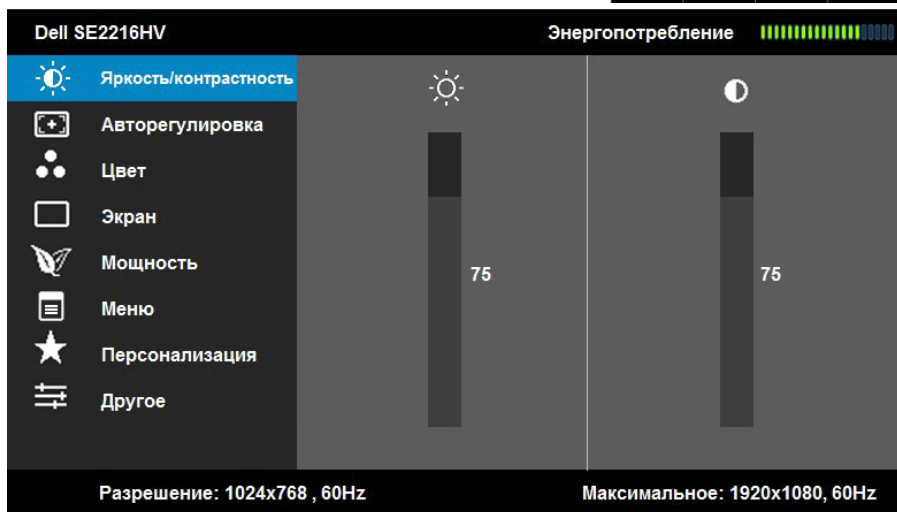 Dell SE2216HV Энергопотребление
Яркость/контрастность
Авторегулировка
Цвет
Экран
Мощность
75 75
Меню
Персонализация
Другое
Разрешение: 1024x768 , 60Hz Максимальное: 1920x1080, 60Hz